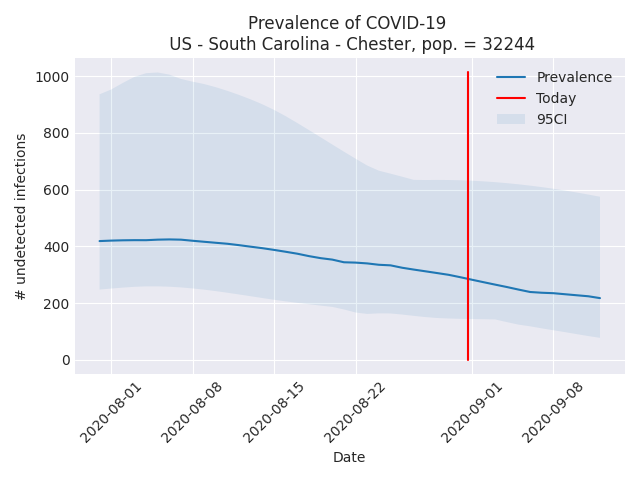 Prevalence of COVID-19
US - South Carolina - Chester, pop. = 32244
Prevalence
Today
95CI
# undetected infections
1000
800
600
400
200
0
2020-08-01
2020-08-08
2020-08-15
2020-08-22
2020-09-01
2020-09-08
Date